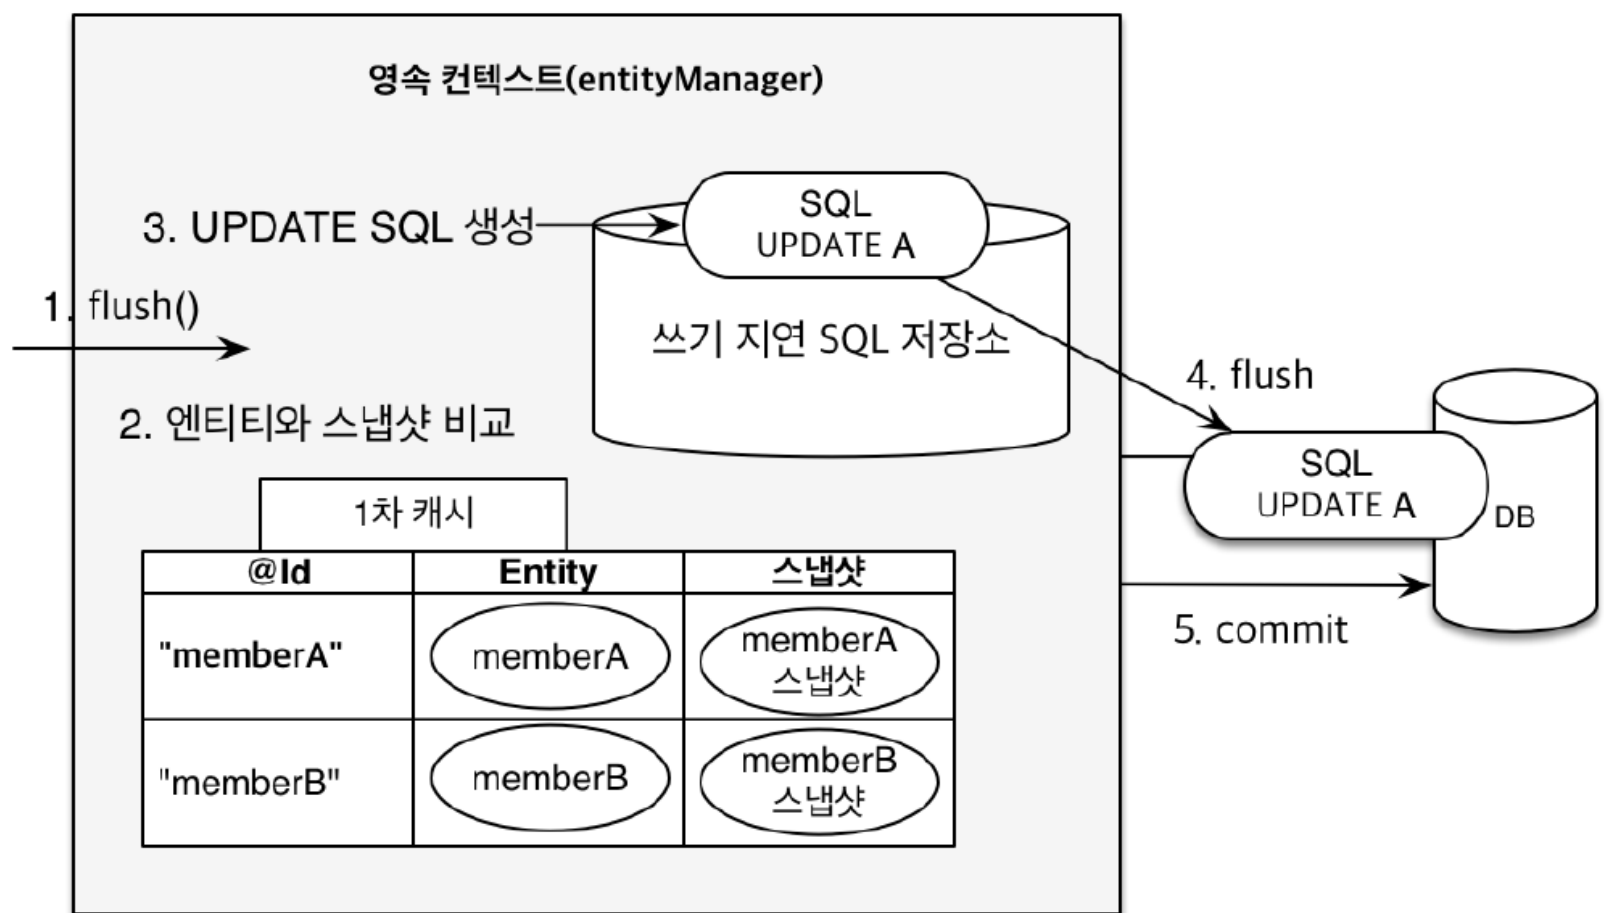 영속 컨텍스트(entityManager)
SQL
UPDATE A
3. UPDATE SQL 생성
1. flush()
쓰기 지연 SQL 저장소
4. flush
2. 엔티티와 스냅샷 비교
SQL
UPDATE A
DB
1차 캐시
@Id Entity 스냅샷
"memberA" memberA memberA
스냅샷
5. commit
"memberB" memberB memberB
스냅샷